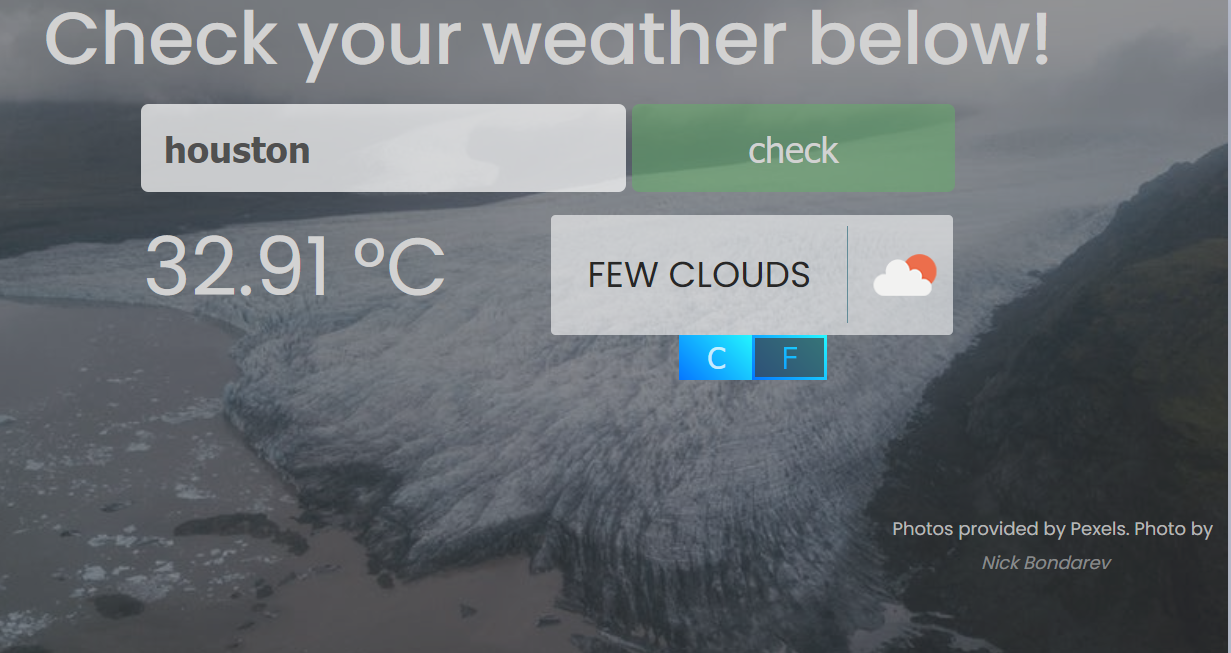 Check your weather below!
houston
check
32.91 °C
FEW CLOUDS
C
F
Photos provided by Pexels. Photo by
Nick Bondarev